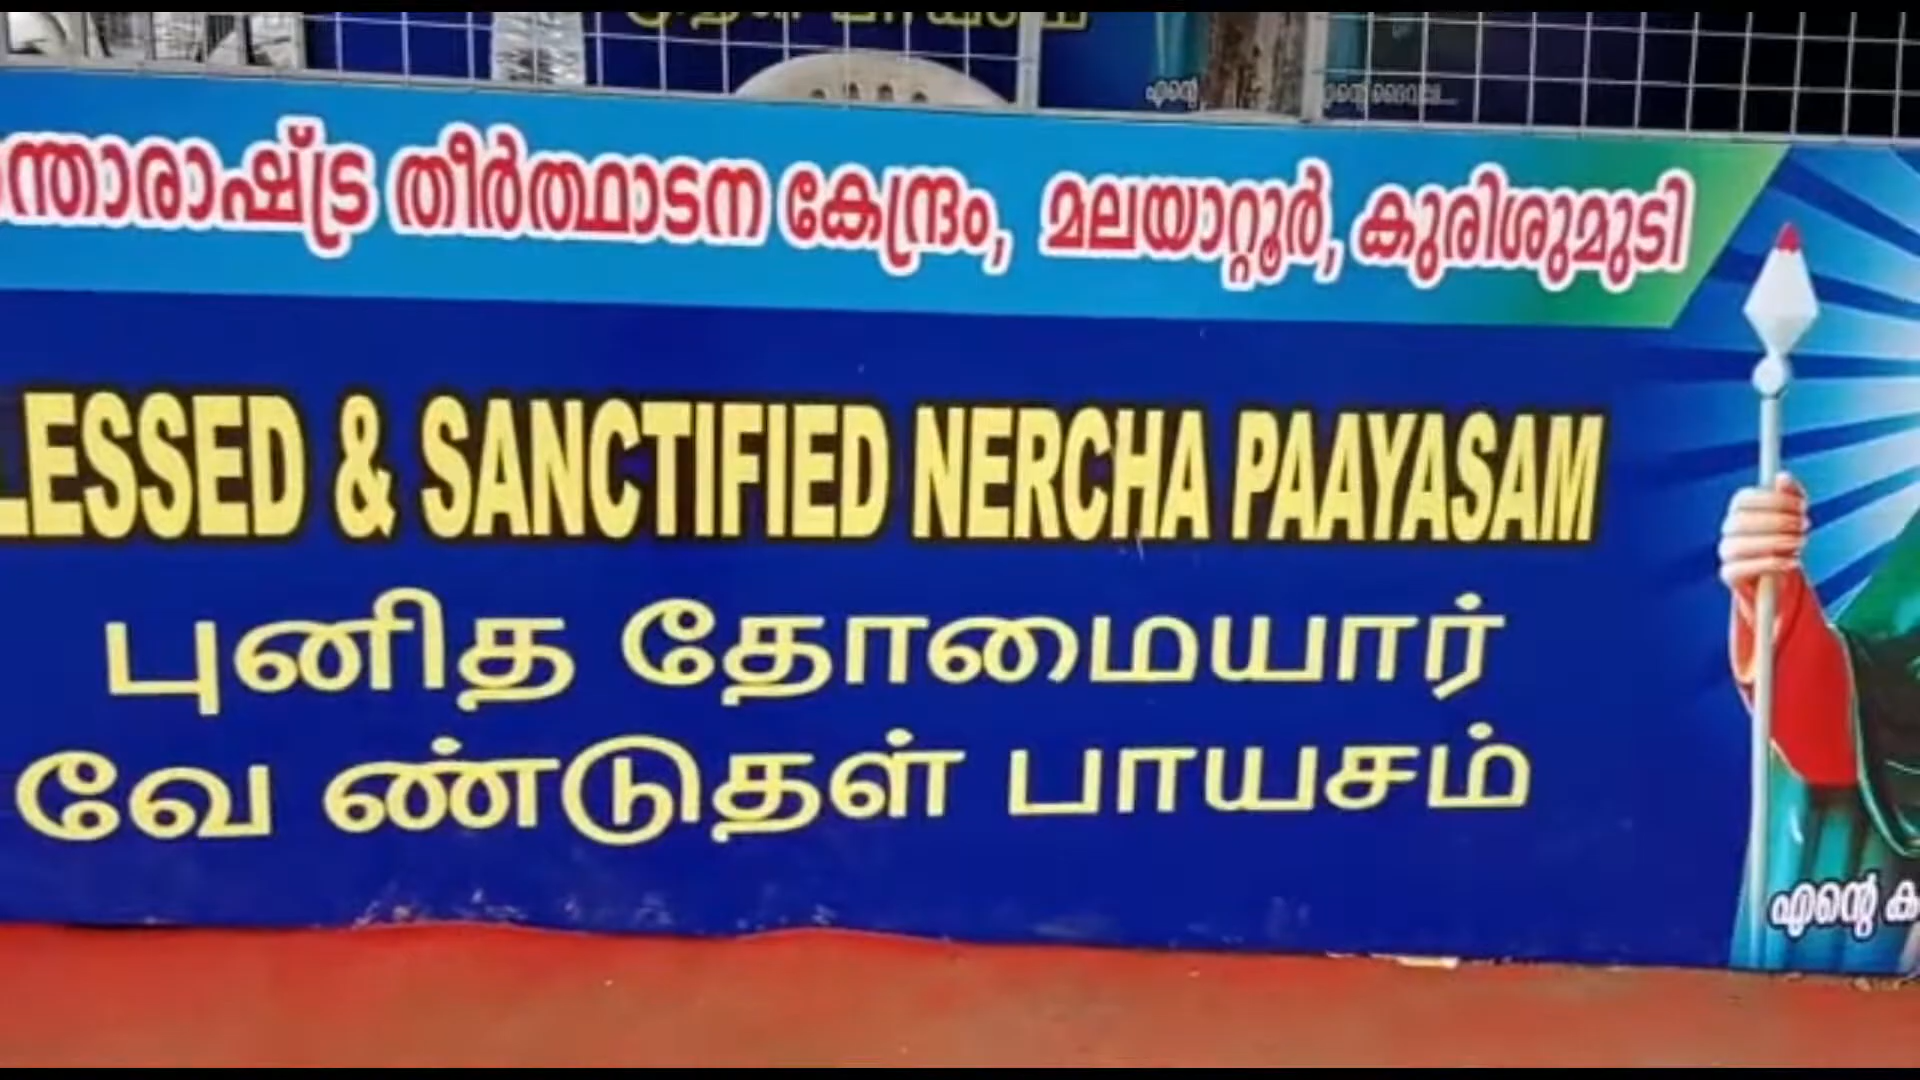 ന്താരാഷ്ട്ര തീർത്ഥാടന കേന്ദ്രം, മലയാറ്റൂർ, കുരിശുമുടി
LESSED & SANCTIFIED NERCHA PAAYASAM
புனித தோமையார்
வே ண்டுதள் பாயசம்
എന്റെ ക